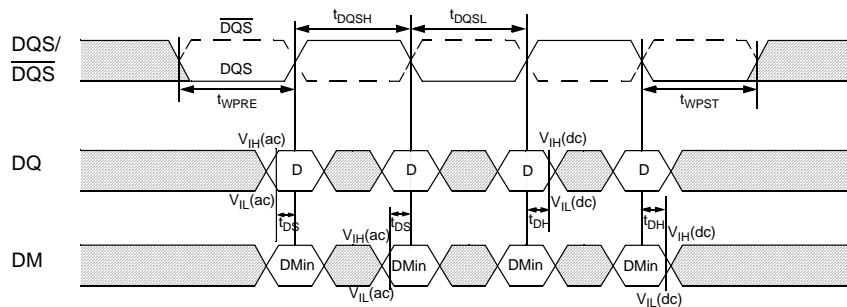 DQS
tDQSH
tDQSL
DQS/
DQS
DQS
tWPRE
tWPST
VIH(ac)
VIH(dc)
DQ
D
D
D
D
VIL(ac)
VIL(dc)
tDS
tDS
tDH
tDH
VIH(ac)
VIH(dc)
DM
DMin
DMin
DMin
DMin
VIL(ac)
VIL(dc)